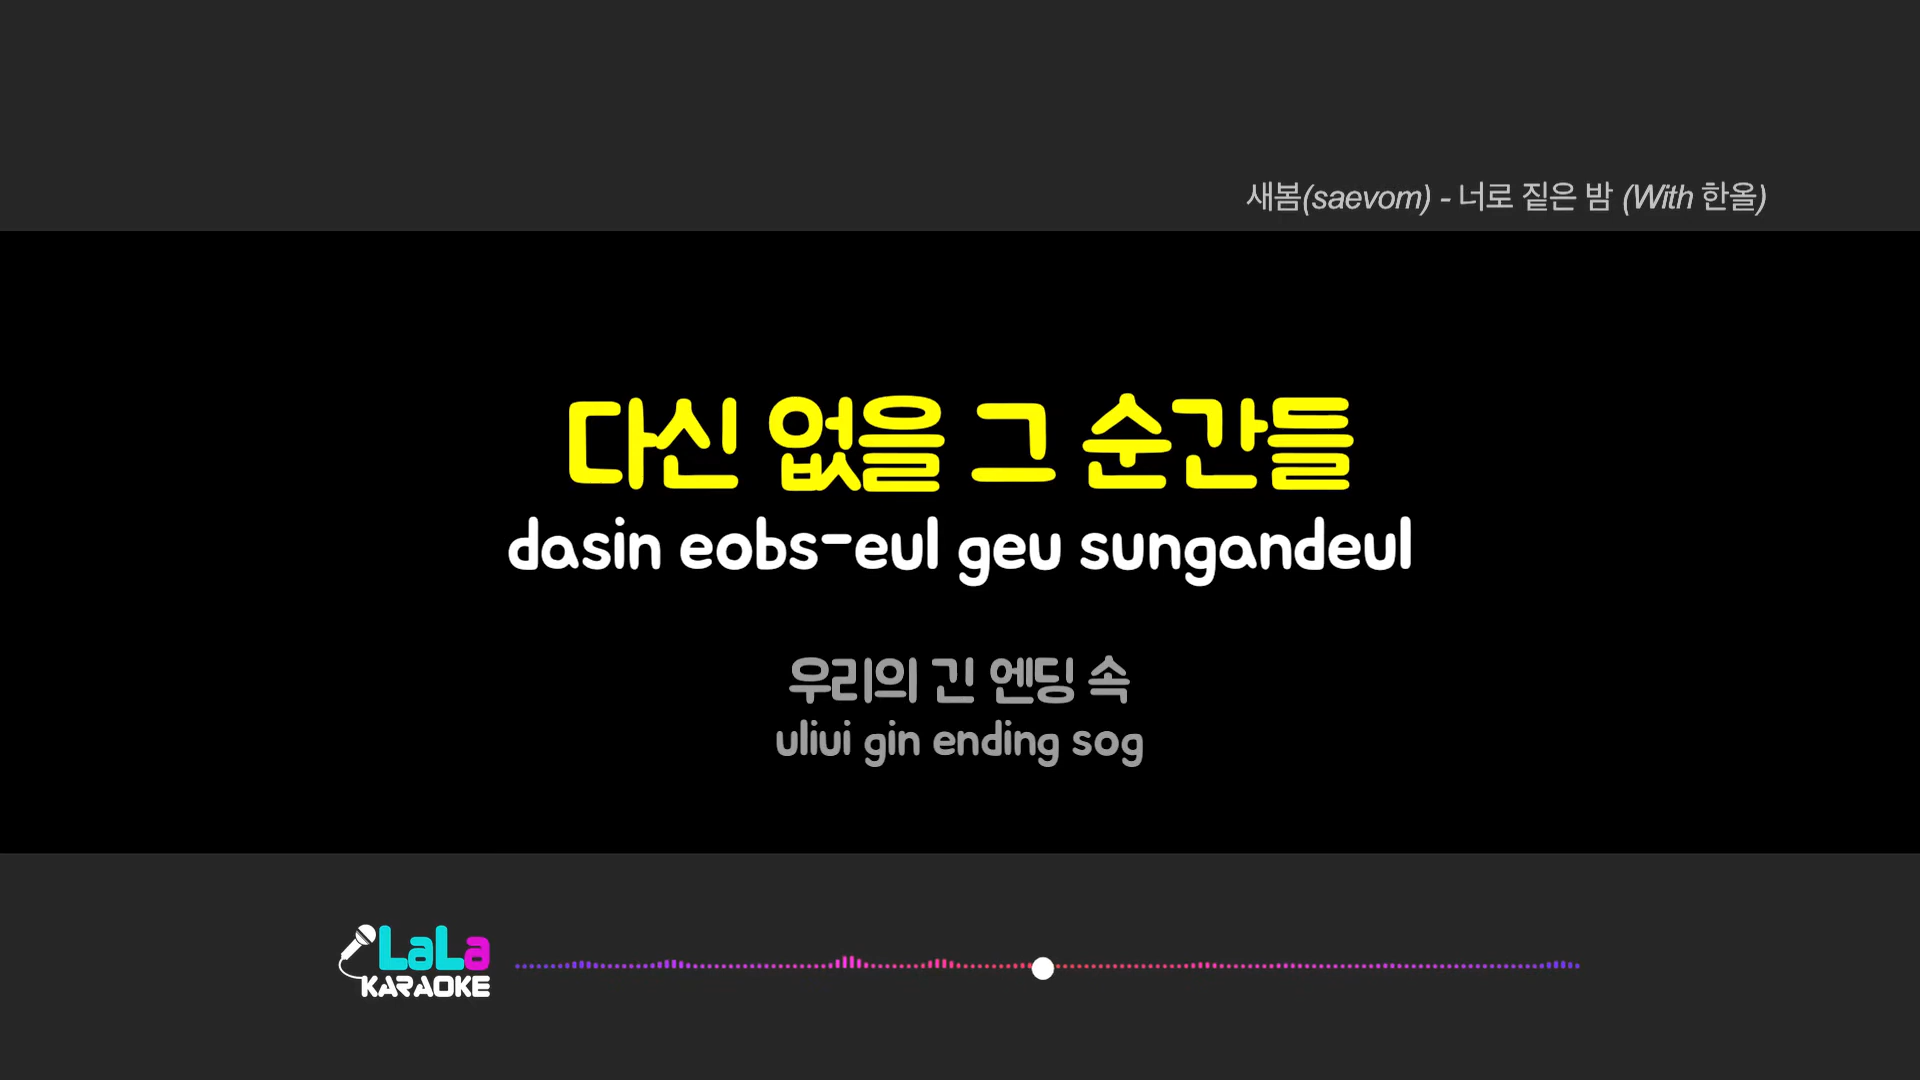 새봄(saevom) - 너로 짙은 밤 (With 한올)
다신 없을 그 순간들
dasin eobs-eul geu sungandeul
우리의 긴 엔딩 속
uliui gin ending sog
LaLa
KARAOKE